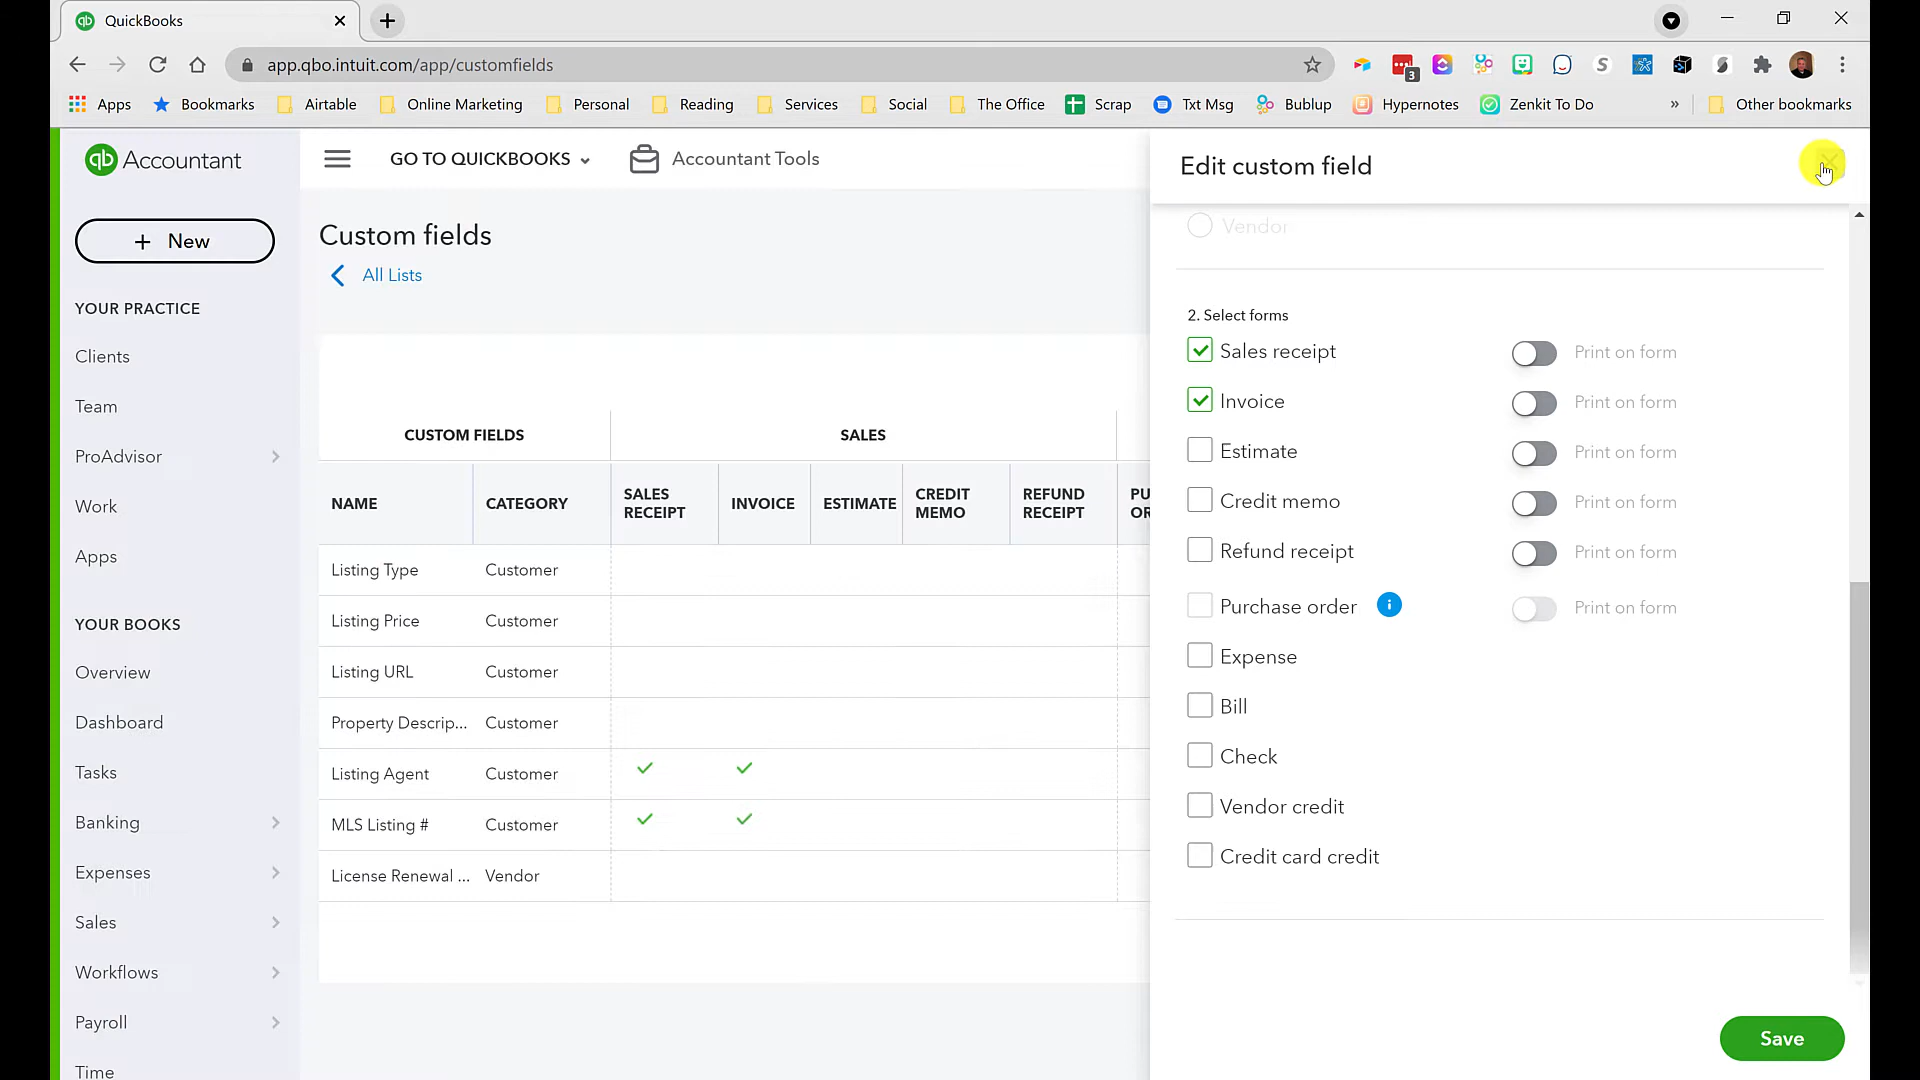 QuickBooks
app.qbo.intuit.com/app/customfields
3
Apps Bookmarks Airtable Online Marketing Personal Reading Services Social The Office Scrap Txt Msg Bublup Hypernotes Zenkit To Do » Other bookmarks
qb Accountant
GO TO QUICKBOOKS
Accountant Tools
Edit custom field
+ New
YOUR PRACTICE
Clients
Team
ProAdvisor
Work
Apps
YOUR BOOKS
Overview
Dashboard
Tasks
Banking
Expenses
Sales
Workflows
Payroll
Time
Custom fields
All Lists
CUSTOM FIELDS SALES
NAME CATEGORY SALES RECEIPT INVOICE ESTIMATE CREDIT MEMO REFUND RECEIPT PU OR
Listing Type Customer
Listing Price Customer
Listing URL Customer
Property Descrip... Customer
Listing Agent Customer
MLS Listing # Customer
License Renewal ... Vendor
Vendor
2. Select forms
Sales receipt Print on form
Invoice Print on form
Estimate Print on form
Credit memo Print on form
Refund receipt Print on form
Purchase order i Print on form
Expense
Bill
Check
Vendor credit
Credit card credit
Save